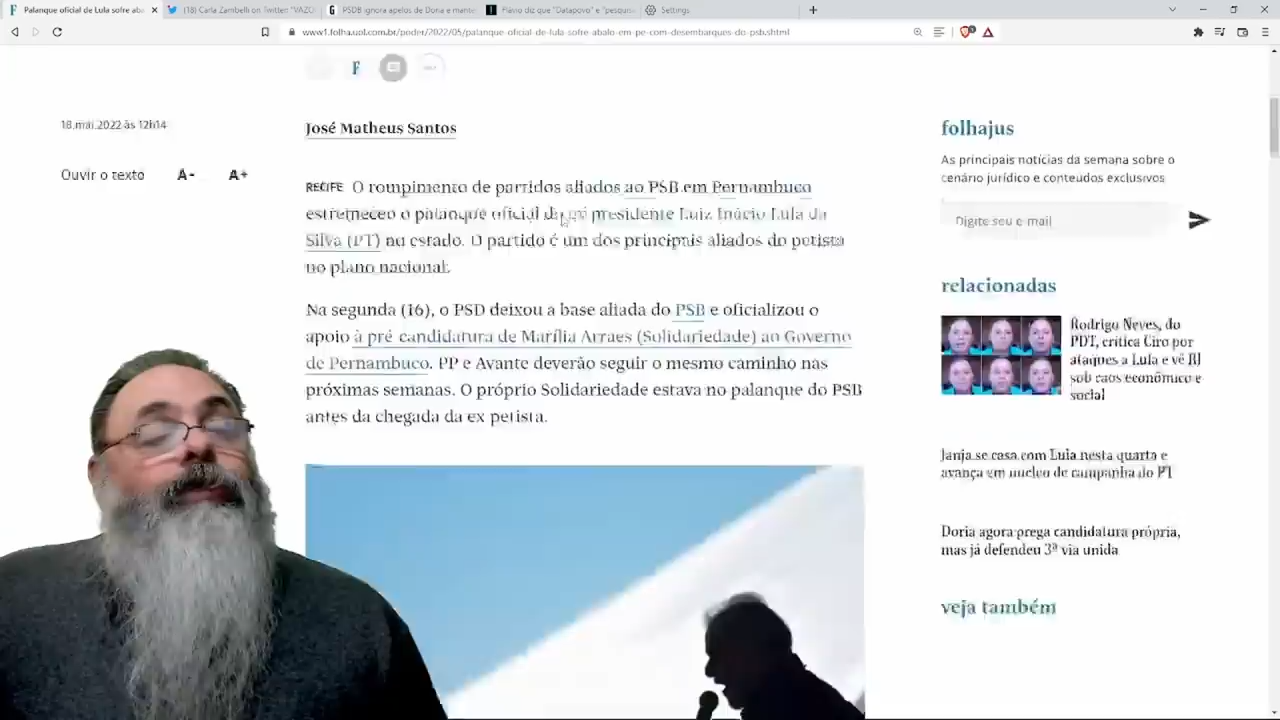 Palanque oficial de Lula sofre aba
(18) Carla Zambelli on Twitter: "VAZO
PSDB ignora apelos de Doria e mante
Flávio diz que "Datapovo" e "pesquis
Settings
www1.folha.uol.com.br/poder/2022/05/palanque-oficial-de-lula-sofre-abalo-em-pe-com-desembarques-do-psb.shtml
F
18.mai.2022 às 12h14
Ouvir o texto A- A+
José Matheus Santos
RECIFE O rompimento de partidos aliados ao PSB em Pernambuco
estremeceu o palanque oficial do pré presidente Luiz Inácio Lula da
Silva (PT) no estado. O partido é um dos principais aliados do petista
no plano nacional.
Na segunda (16), o PSD deixou a base aliada do PSB e oficializou o
apoio à pré candidatura de Marília Arraes (Solidariedade) ao Governo
de Pernambuco. PP e Avante deverão seguir o mesmo caminho nas
próximas semanas. O próprio Solidariedade estava no palanque do PSB
antes da chegada da ex petista.
folhajus
As principais notícias da semana sobre o
cenário jurídico e conteúdos exclusivos
Digite seu e-mail
relacionadas
Rodrigo Neves, do
PDT, critica Ciro por
ataques a Lula e vê RJ
sob caos econômico e
social
Janja se casa com Lula nesta quarta e
avança em núcleo de campanha do PT
Doria agora prega candidatura própria,
mas já defendeu 3ª via unida
veja também